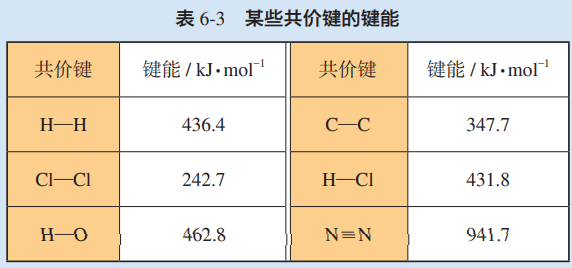 表 6-3 某些共价键的键能
共价键 键能 / kJ·mol⁻¹ 共价键 键能 / kJ·mol⁻¹
H—H 436.4 C—C 347.7
Cl—Cl 242.7 H—Cl 431.8
H—O 462.8 N≡N 941.7